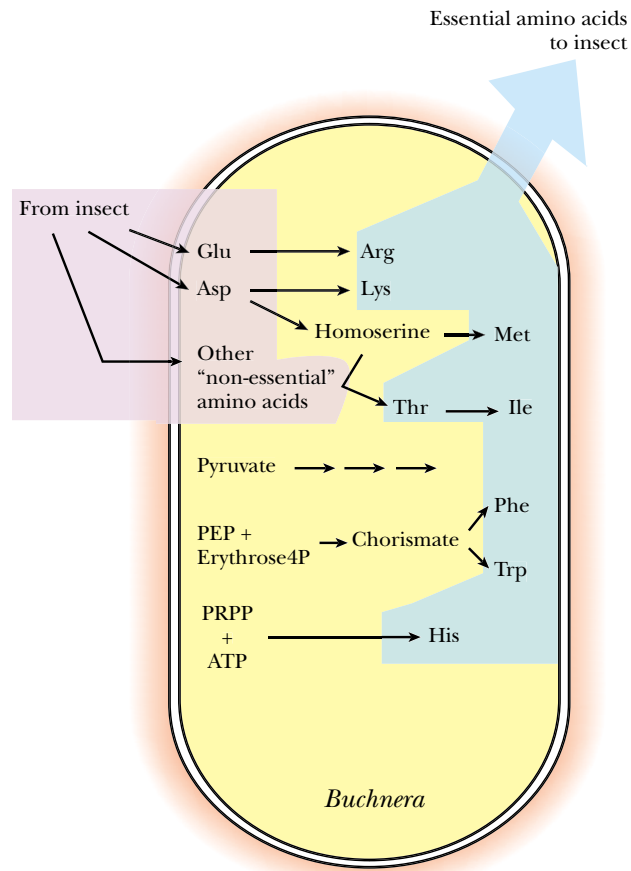 Essential amino acids
to insect
From insect
Glu
Arg
Asp
Lys
Homoserine
Met
Other
“non-essential”
amino acids
Thr
Ile
Pyruvate
Phe
PEP +
Erythrose4P
Chorismate
Trp
PRPP
+
ATP
His
Buchnera